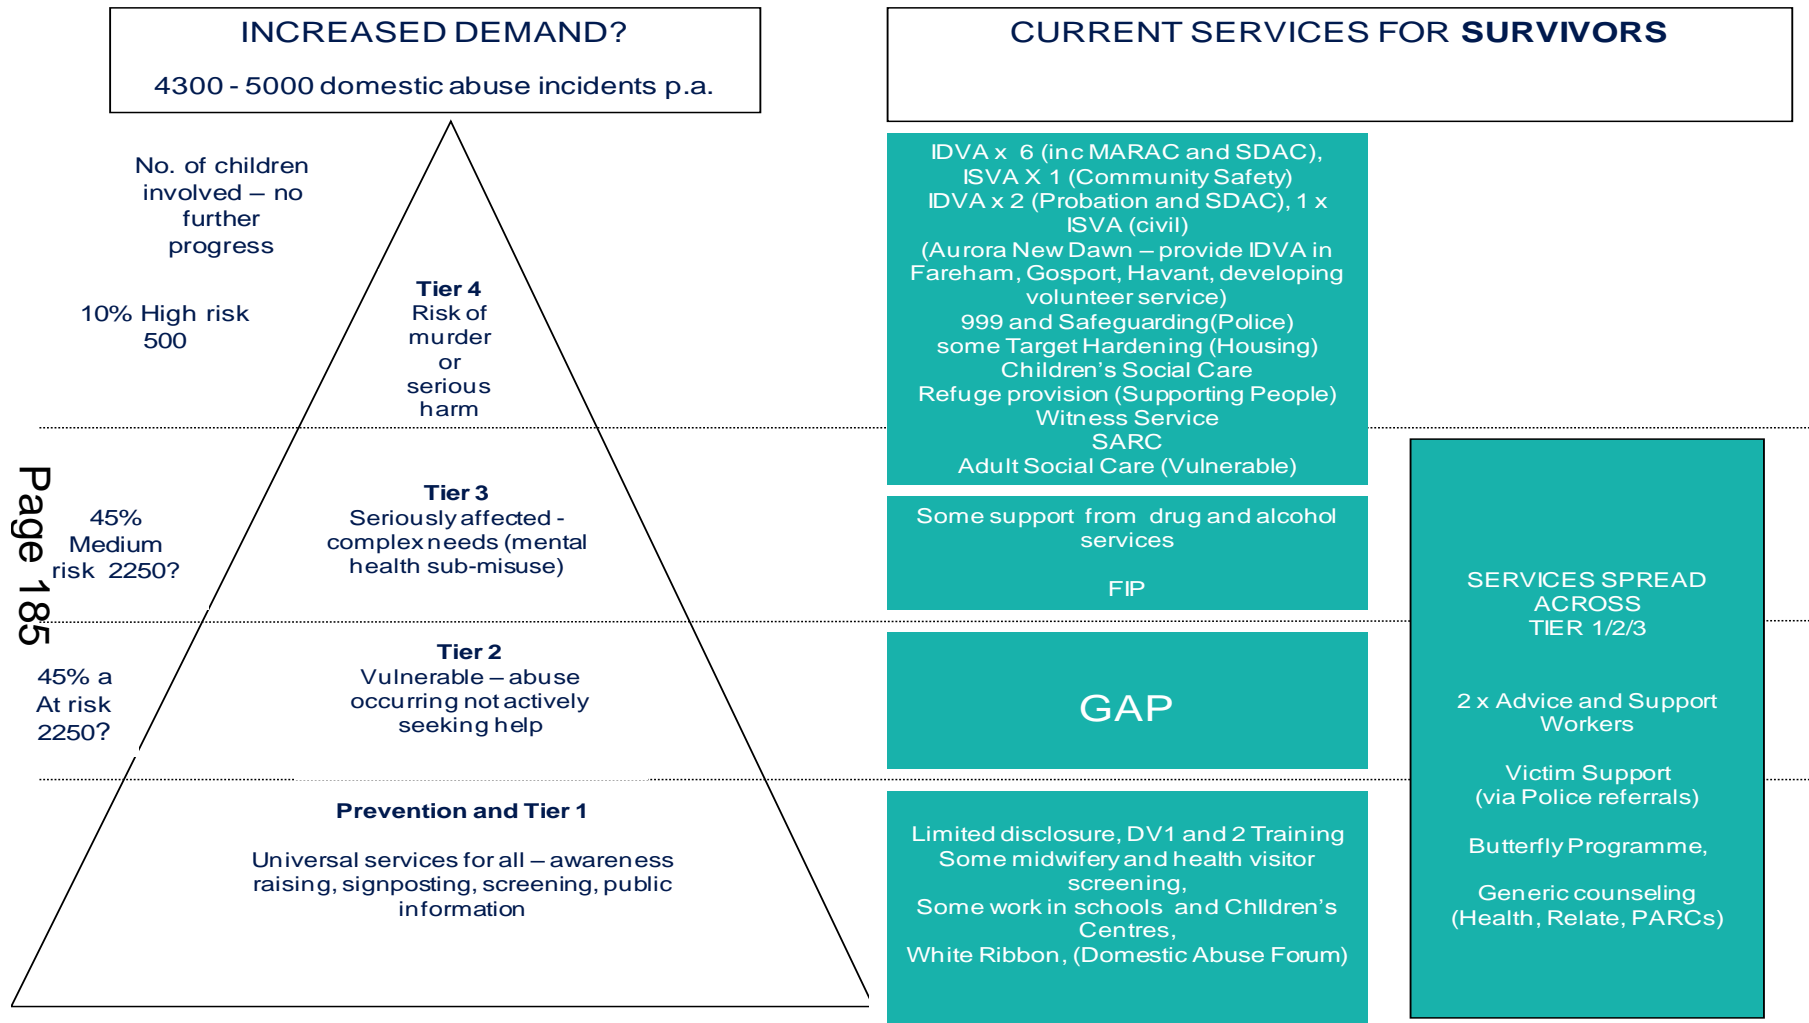 INCREASED DEMAND?
4300 - 5000 domestic abuse incidents p.a.
No. of children
involved – no
further
progress
10% High risk
500
Tier 4
Risk of
murder
or
serious
harm
Page 185
45%
Medium
risk 2250?
Tier 3
Seriously affected -
complex needs (mental
health sub-misuse)
45% a
At risk
2250?
Tier 2
Vulnerable – abuse
occurring not actively
seeking help
Prevention and Tier 1
Universal services for all – awareness
raising, signposting, screening, public
information
CURRENT SERVICES FOR SURVIVORS
IDVA x 6 (inc MARAC and SDAC),
ISVA X 1 (Community Safety)
IDVA x 2 (Probation and SDAC), 1 x
ISVA (civil)
(Aurora New Dawn – provide IDVA in
Fareham, Gosport, Havant, developing
volunteer service)
999 and Safeguarding(Police)
some Target Hardening (Housing)
Children's Social Care
Refuge provision (Supporting People)
Witness Service
SARC
Adult Social Care (Vulnerable)
Some support from drug and alcohol
services
FIP
GAP
Limited disclosure, DV1 and 2 Training
Some midwifery and health visitor
screening,
Some work in schools and ChIldren's
Centres,
White Ribbon, (Domestic Abuse Forum)
SERVICES SPREAD
ACROSS
TIER 1/2/3
2 x Advice and Support
Workers
Victim Support
(via Police referrals)
Butterfly Programme,
Generic counseling
(Health, Relate, PARCs)